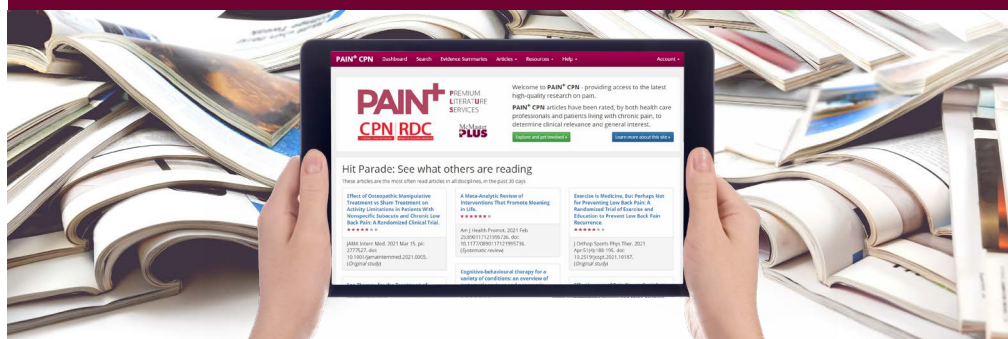 PAIN+ CPN Dashboard Search Evidence Summaries Articles Resources Help Account
PAIN+
PREMIUM
LITERATURE
SERVICES
CPN RDC
McMaster
PLUS
Welcome to PAIN+ CPN - providing access to the latest
high-quality research on pain.
PAIN+ CPN articles have been rated, by both health care
professionals and patients living with chronic pain, to
determine clinical relevance and general interest.
Explore and get involved »
Learn more about this site »
Hit Parade: See what others are reading
These articles are the most often read articles in all disciplines, in the past 30 days.
Effect of Osteopathic Manipulative
Treatment vs Sham Treatment on
Activity Limitations in Patients With
Nonspecific Subacute and Chronic Low
Back Pain: A Randomized Clinical Trial.
JAMA Intern Med. 2021 Mar 15. pii:
2777627. doi:
10.1001/jamainternmed.2021.0005.
(Original study)
A Meta-Analytic Review of
Interventions That Promote Meaning
in Life.
Am J Health Promot. 2021 Feb
(Systematic review)
Cognitive-behavioural therapy for a
variety of conditions: an overview of
Exercise is Medicine, But Perhaps Not
for Preventing Low Back Pain: A
Randomized Trial of Exercise and
Education to Prevent Low Back Pain
Recurrence.
J Orthop Sports Phys Ther. 2021
(Original study)